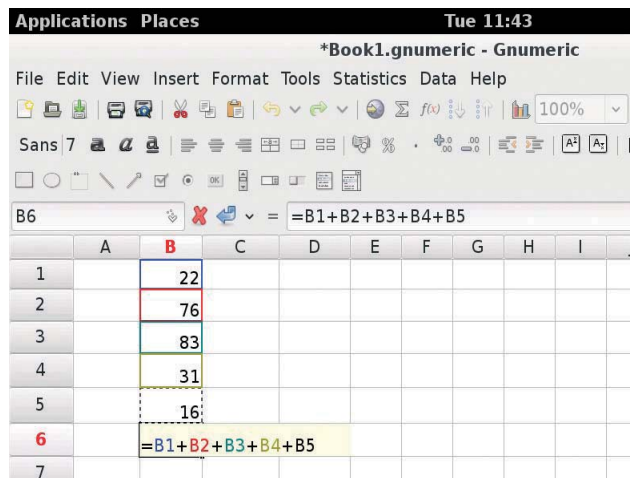 Applications Places Tue 11:43
*Book1.gnumeric - Gnumeric
File Edit View Insert Format Tools Statistics Data Help
100%
Sans 7
B6 = =B1+B2+B3+B4+B5
A B C D E F G H I
1 22
2 76
3 83
4 31
5 16
6 =B1+B2+B3+B4+B5
7